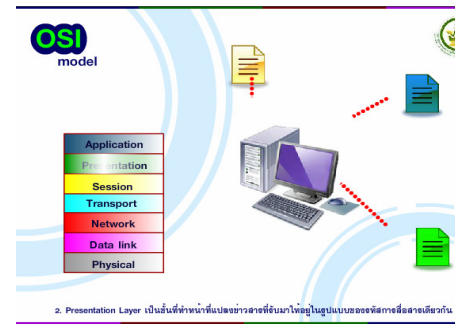 OSI
model
Application
Presentation
Session
Transport
Network
Data link
Physical
2. Presentation Layer เป็นชั้นที่ทำหน้าที่แปลงข่าวสารที่รับมาให้อยู่ในรูปแบบของรหัสการสื่อสารเดียวกัน